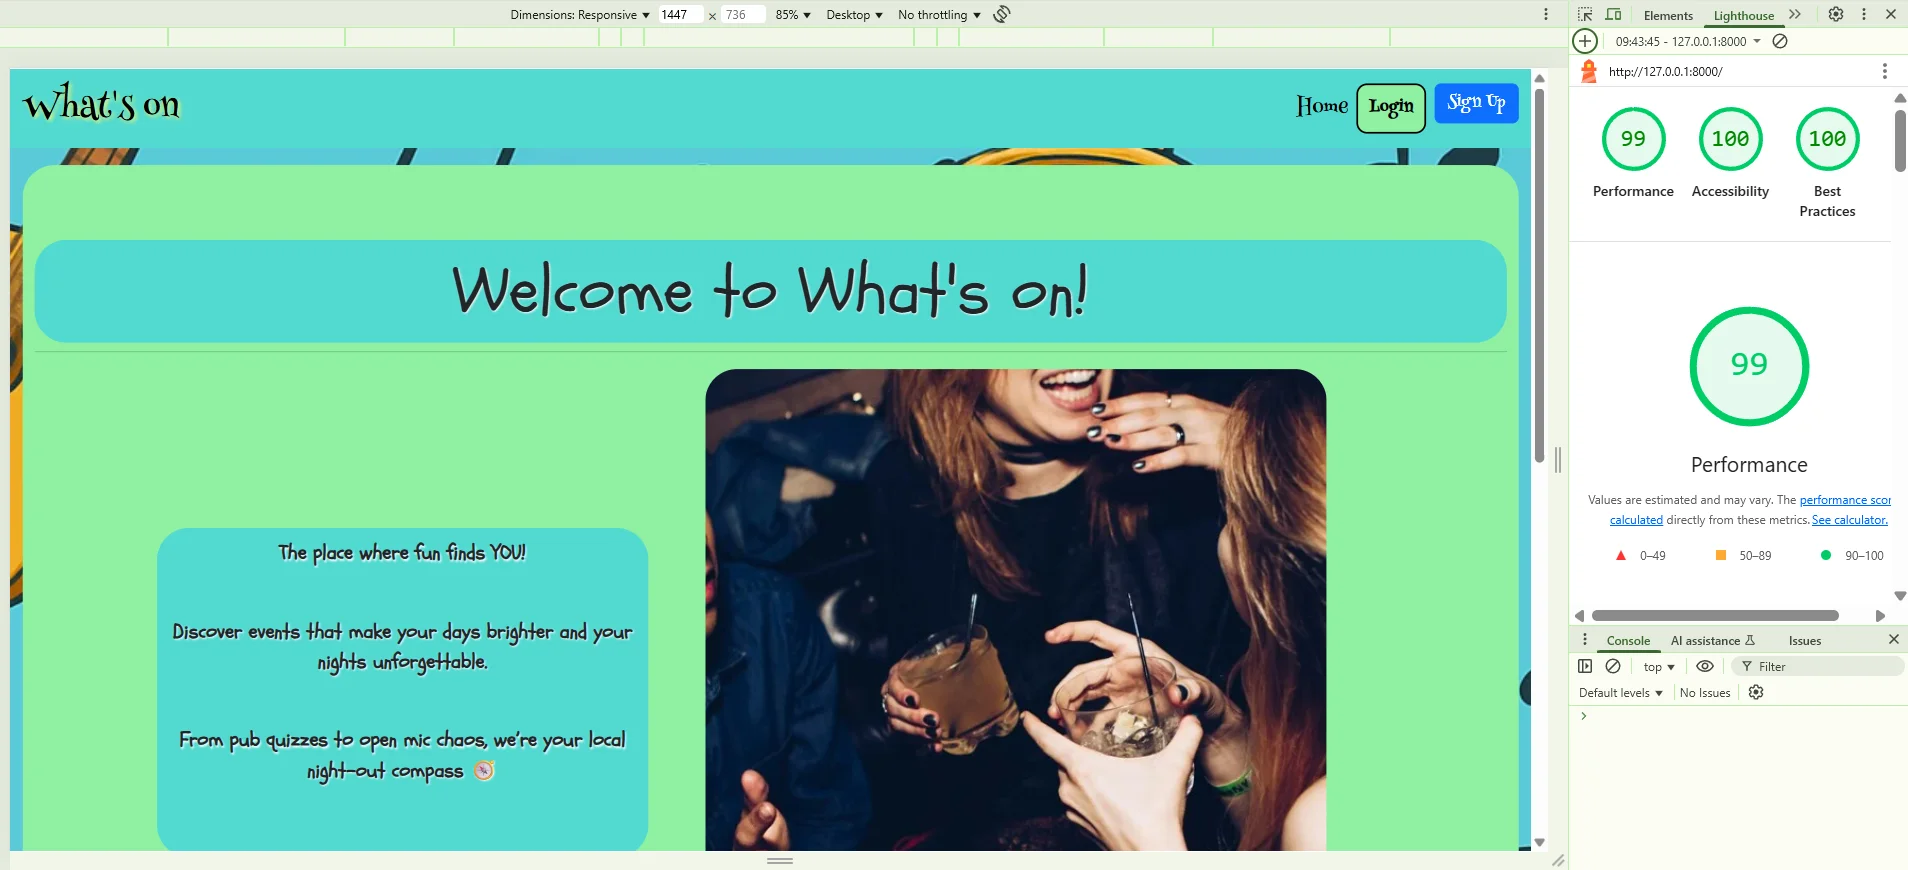 Dimensions: Responsive 1447 × 736 85% Desktop No throttling
Elements Lighthouse
09:43:45 - 127.0.0.1:8000
http://127.0.0.1:8000/
What's on
Home Login Sign Up
Welcome to What's on!
The place where fun finds YOU!
Discover events that make your days brighter and your
nights unforgettable.
From pub quizzes to open mic chaos, we're your local
night-out compass 🧭
99 100 100
Performance Accessibility Best
Practices
99
Performance
Values are estimated and may vary. The performance scor
calculated directly from these metrics. See calculator.
0–49 50–89 90–100
Console AI assistance Issues
top Filter
Default levels No Issues